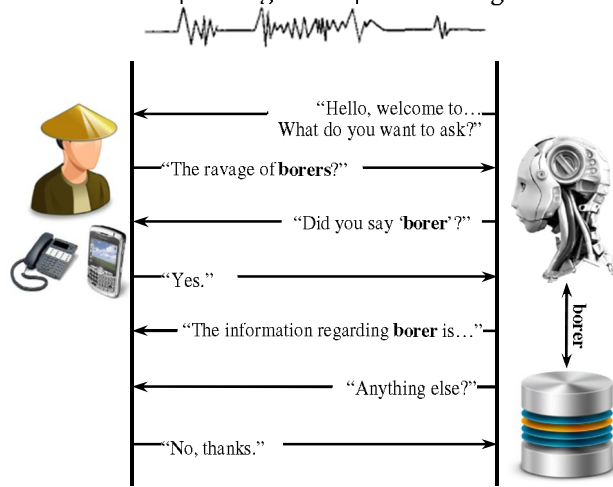 “Hello, welcome to…
What do you want to ask?”
“The ravage of borers?”
“Did you say ‘borer’?”
“Yes.”
borer
“The information regarding borer is…”
“Anything else?”
“No, thanks.”